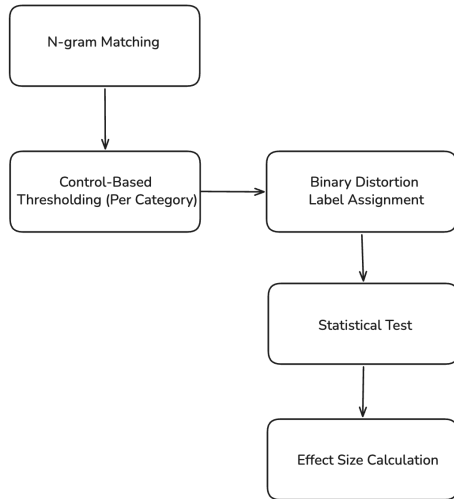 N-gram Matching
Control-Based
Thresholding (Per Category)
Binary Distortion
Label Assignment
Statistical Test
Effect Size Calculation